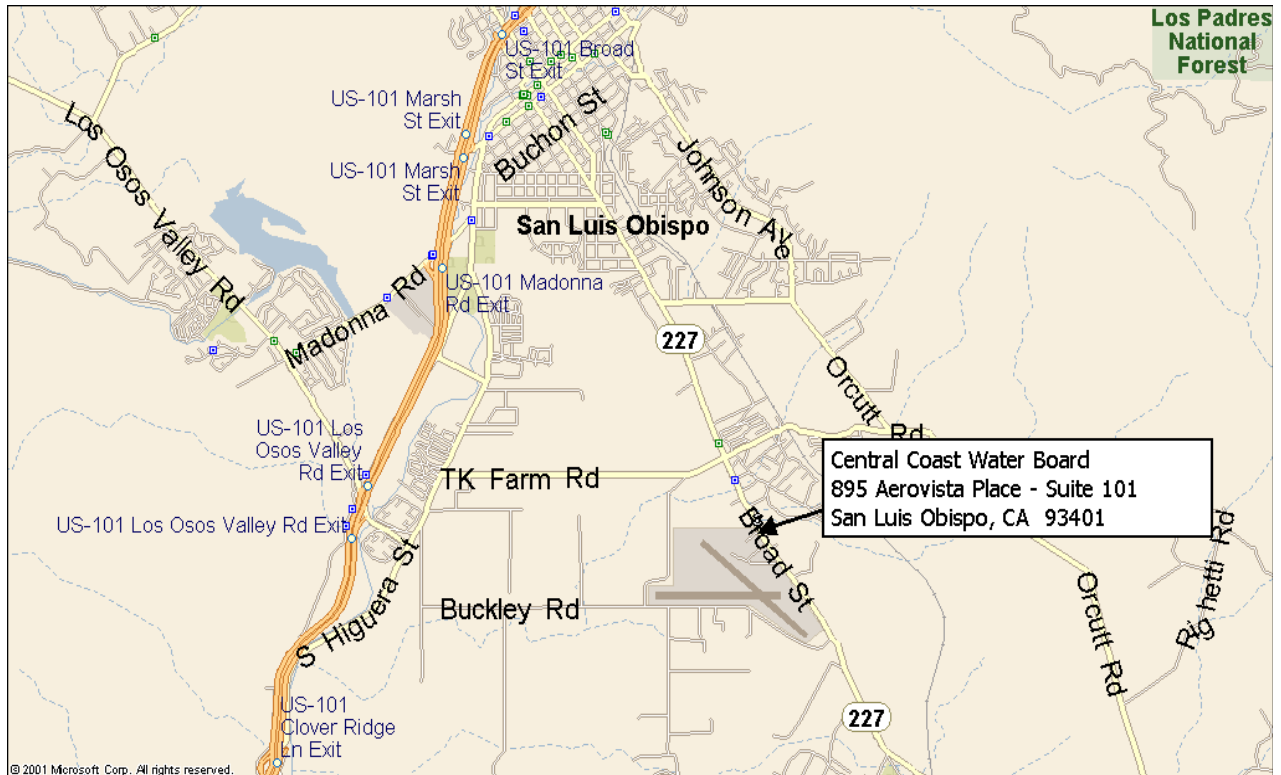 Los Padres
National
Forest
US-101 Broad
St Exit
US-101 Marsh
St Exit
Buchon St
Los Osos Valley Rd
Johnson Ave
US-101 Marsh
St Exit
San Luis Obispo
US-101 Madonna
Rd Exit
Madonna Rd
227
Orcutt Rd
US-101 Los
Osos Valley
Rd Exit
TK Farm Rd
Central Coast Water Board
895 Aerovista Place - Suite 101
San Luis Obispo, CA 93401
US-101 Los Osos Valley Rd Exit
Broad St
S Higuera St
Buckley Rd
Orcutt Rd
Righetti Rd
US-101
Clover Ridge
Ln Exit
227
© 2001 Microsoft Corp. All rights reserved.